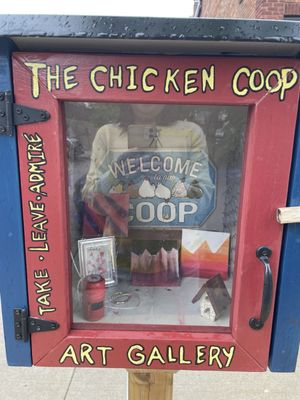 THE CHICKEN COOP
TAKE • LEAVE • ADMIRE
WELCOME
COOP
ART GALLERY